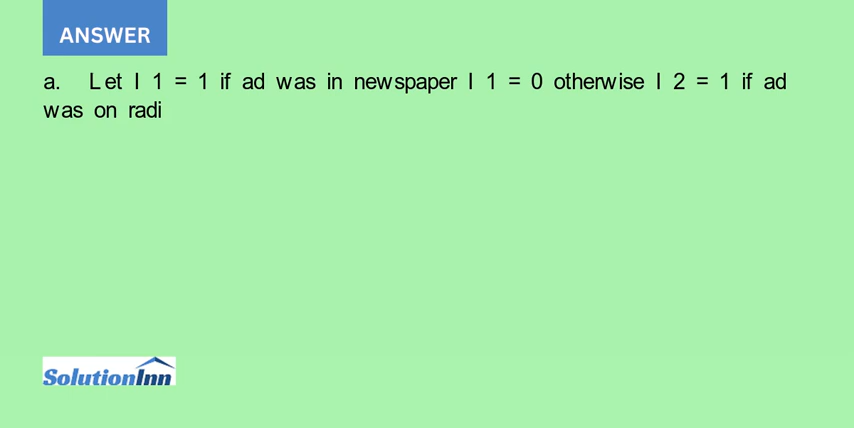 ANSWER
a. Let I 1 = 1 if ad was in newspaper I 1 = 0 otherwise I 2 = 1 if ad
was on radi
SolutionInn